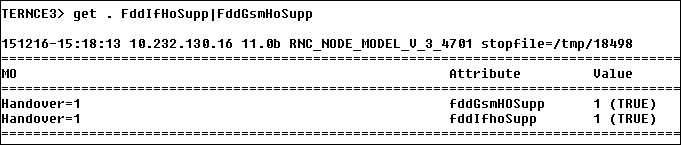 TERNCE3> get . FddIfHoSupp|FddGsmHoSupp
151216-15:18:13 10.232.130.16 11.0b RNC_NODE_MODEL_V_3_4701 stopfile=/tmp/18498
=================================================================================
MO Attribute Value
=================================================================================
Handover=1 fddGsmHOSupp 1 (TRUE)
Handover=1 fddIfhoSupp 1 (TRUE)
=================================================================================